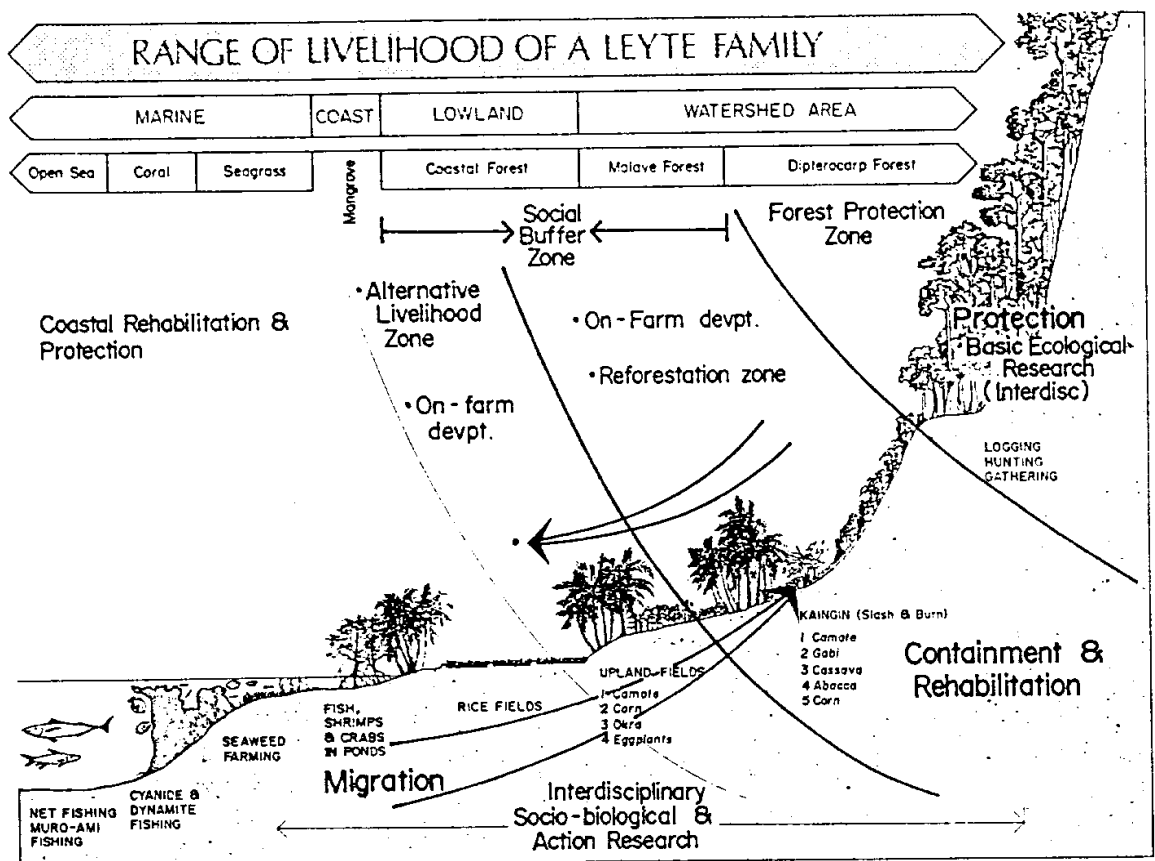 RANGE OF LIVELIHOOD OF A LEYTE FAMILY
MARINE
COAST
LOWLAND
WATERSHED AREA
Open Sea
Coral
Seagrass
Mangrove
Coastal Forest
Molave Forest
Dipterocarp Forest
Social
Buffer
Zone
Forest Protection
Zone
Coastal Rehabilitation &
Protection
•Alternative
Livelihood
Zone
•On-farm
devpt.
•On-Farm devpt.
•Reforestation zone
Protection
•Basic Ecological
Research
(Interdisc)
LOGGING
HUNTING
GATHERING
KAINGIN (Slash & Burn)
1 Camote
2 Gabi
3 Cassava
4 Abacca
5 Corn
Containment &
Rehabilitation
UPLAND FIELDS
1 Camote
2 Corn
3 Okra
4 Eggplants
RICE FIELDS
FISH,
SHRIMPS
& CRABS
IN PONDS
SEAWEED
FARMING
Migration
CYANICE &
DYNAMITE
FISHING
NET FISHING
MURO-AMI
FISHING
Interdisciplinary
Socio-biological &
Action Research